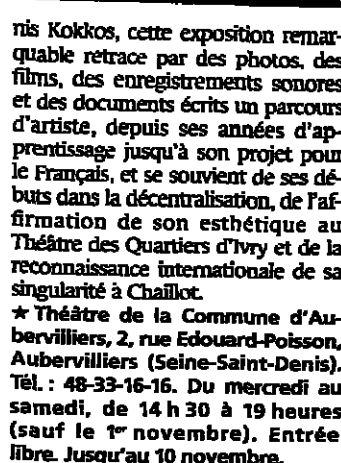 nis Kokkos, cette exposition remar-
quable retrace par des photos, des
films, des enregistrements sonores
et des documents écrits un parcours
d'artiste, depuis ses années d'ap-
prentissage jusqu'à son projet pour
le Français, et se souvient de ses dé-
buts dans la décentralisation, de l'af-
firmation de son esthétique au
Théâtre des Quartiers d'Ivry et de la
reconnaissance internationale de sa
singularité à Chaillot.
★ Théâtre de la Commune d'Au-
bervilliers, 2, rue Edouard-Poisson,
Aubervilliers (Seine-Saint-Denis).
Tél. : 48-33-16-16. Du mercredi au
samedi, de 14 h 30 à 19 heures
(sauf le 1er novembre). Entrée
libre. Jusqu'au 10 novembre.